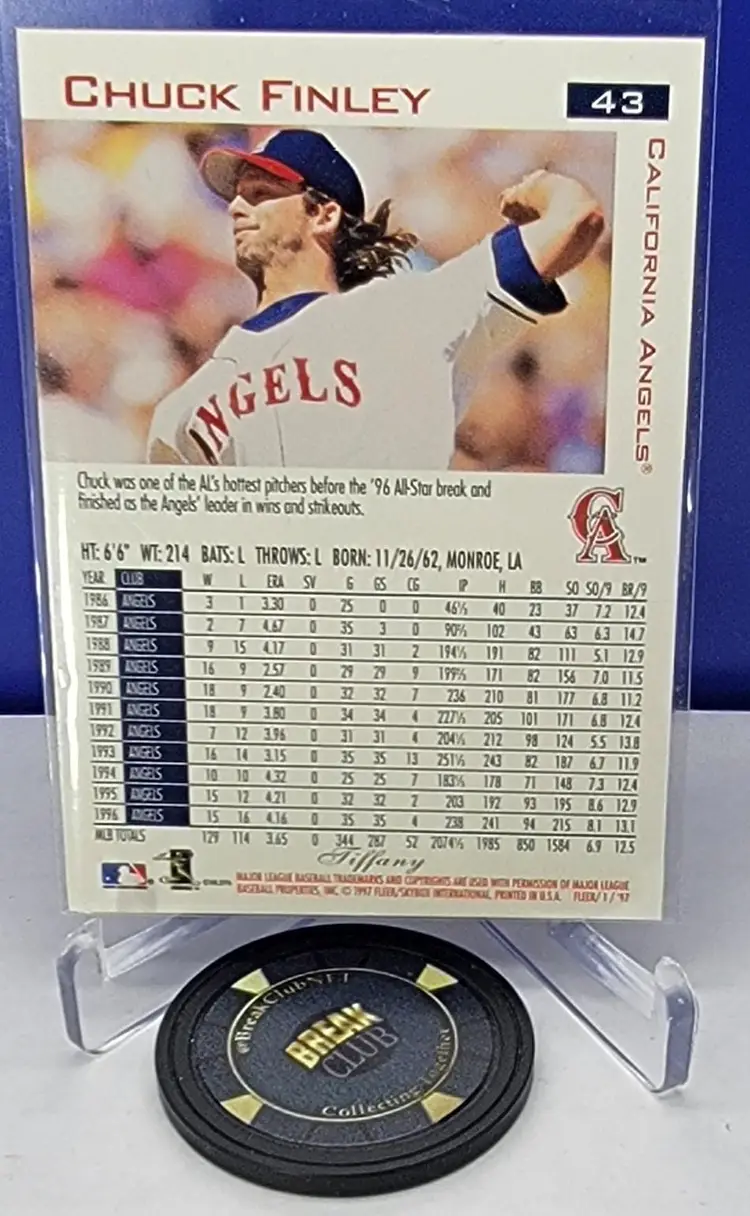 CHUCK FINLEY
43
CALIFORNIA ANGELS®
ANGELS
Chuck was one of the AL's hottest pitchers before the '96 All-Star break and
finished as the Angels' leader in wins and strikeouts.
CA™
HT: 6'6" WT: 214 BATS: L THROWS: L BORN: 11/26/62, MONROE, LA
YEAR CLUB W L ERA SV G GS CG IP H BB SO SO/9 BR/9
1986 ANGELS 3 1 3.30 0 25 0 0 46⅓ 40 23 37 7.2 12.4
1987 ANGELS 2 7 4.67 0 35 3 0 90⅔ 102 43 63 6.3 14.7
1988 ANGELS 9 15 4.17 0 31 31 2 194⅓ 191 82 111 5.1 12.9
1989 ANGELS 16 9 2.57 0 29 29 9 199⅔ 171 82 156 7.0 11.5
1990 ANGELS 18 9 2.40 0 32 32 7 236 210 81 177 6.8 11.2
1991 ANGELS 18 9 3.80 0 34 34 4 227⅓ 205 101 171 6.8 12.4
1992 ANGELS 7 12 3.96 0 31 31 4 204⅓ 212 98 124 5.5 13.8
1993 ANGELS 16 14 3.15 0 35 35 13 251⅓ 243 82 187 6.7 11.9
1994 ANGELS 10 10 4.32 0 25 25 7 183⅓ 178 71 148 7.3 12.4
1995 ANGELS 15 12 4.21 0 32 32 2 203 192 93 195 8.6 12.9
1996 ANGELS 15 16 4.16 0 35 35 4 238 241 94 215 8.1 13.1
MLB TOTALS 129 114 3.65 0 344 287 52 2074⅓ 1985 850 1584 6.9 12.5
Tiffany
MAJOR LEAGUE BASEBALL TRADEMARKS AND COPYRIGHTS ARE USED WITH PERMISSION OF MAJOR LEAGUE
BASEBALL PROPERTIES, INC. © 1997 FLEER/SKYBOX INTERNATIONAL, PRINTED IN U.S.A. FLEER/1/'97
@BreakClubNFT
BREAK
CLUB
Collecting Together